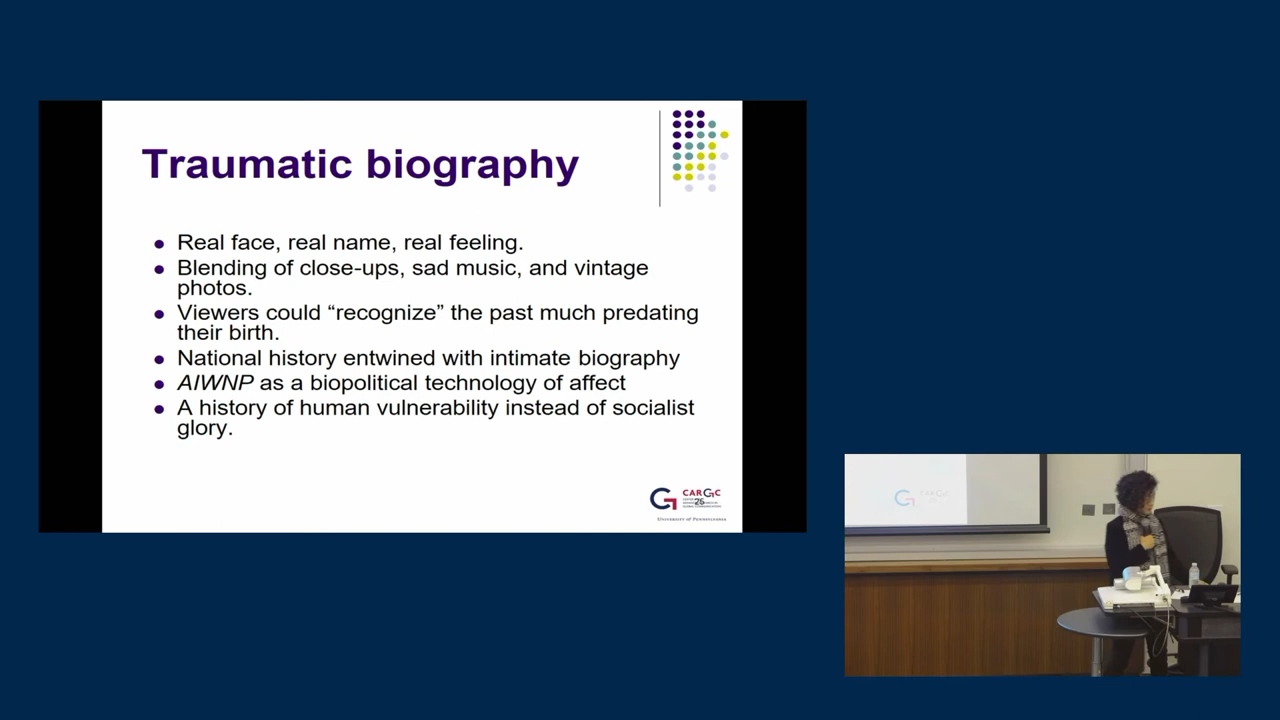 Traumatic biography
Real face, real name, real feeling.
Blending of close-ups, sad music, and vintage
photos.
Viewers could “recognize” the past much predating
their birth.
National history entwined with intimate biography
AIWNP as a biopolitical technology of affect
A history of human vulnerability instead of socialist
glory.
CARGC
25
UNIVERSITY OF PENNSYLVANIA